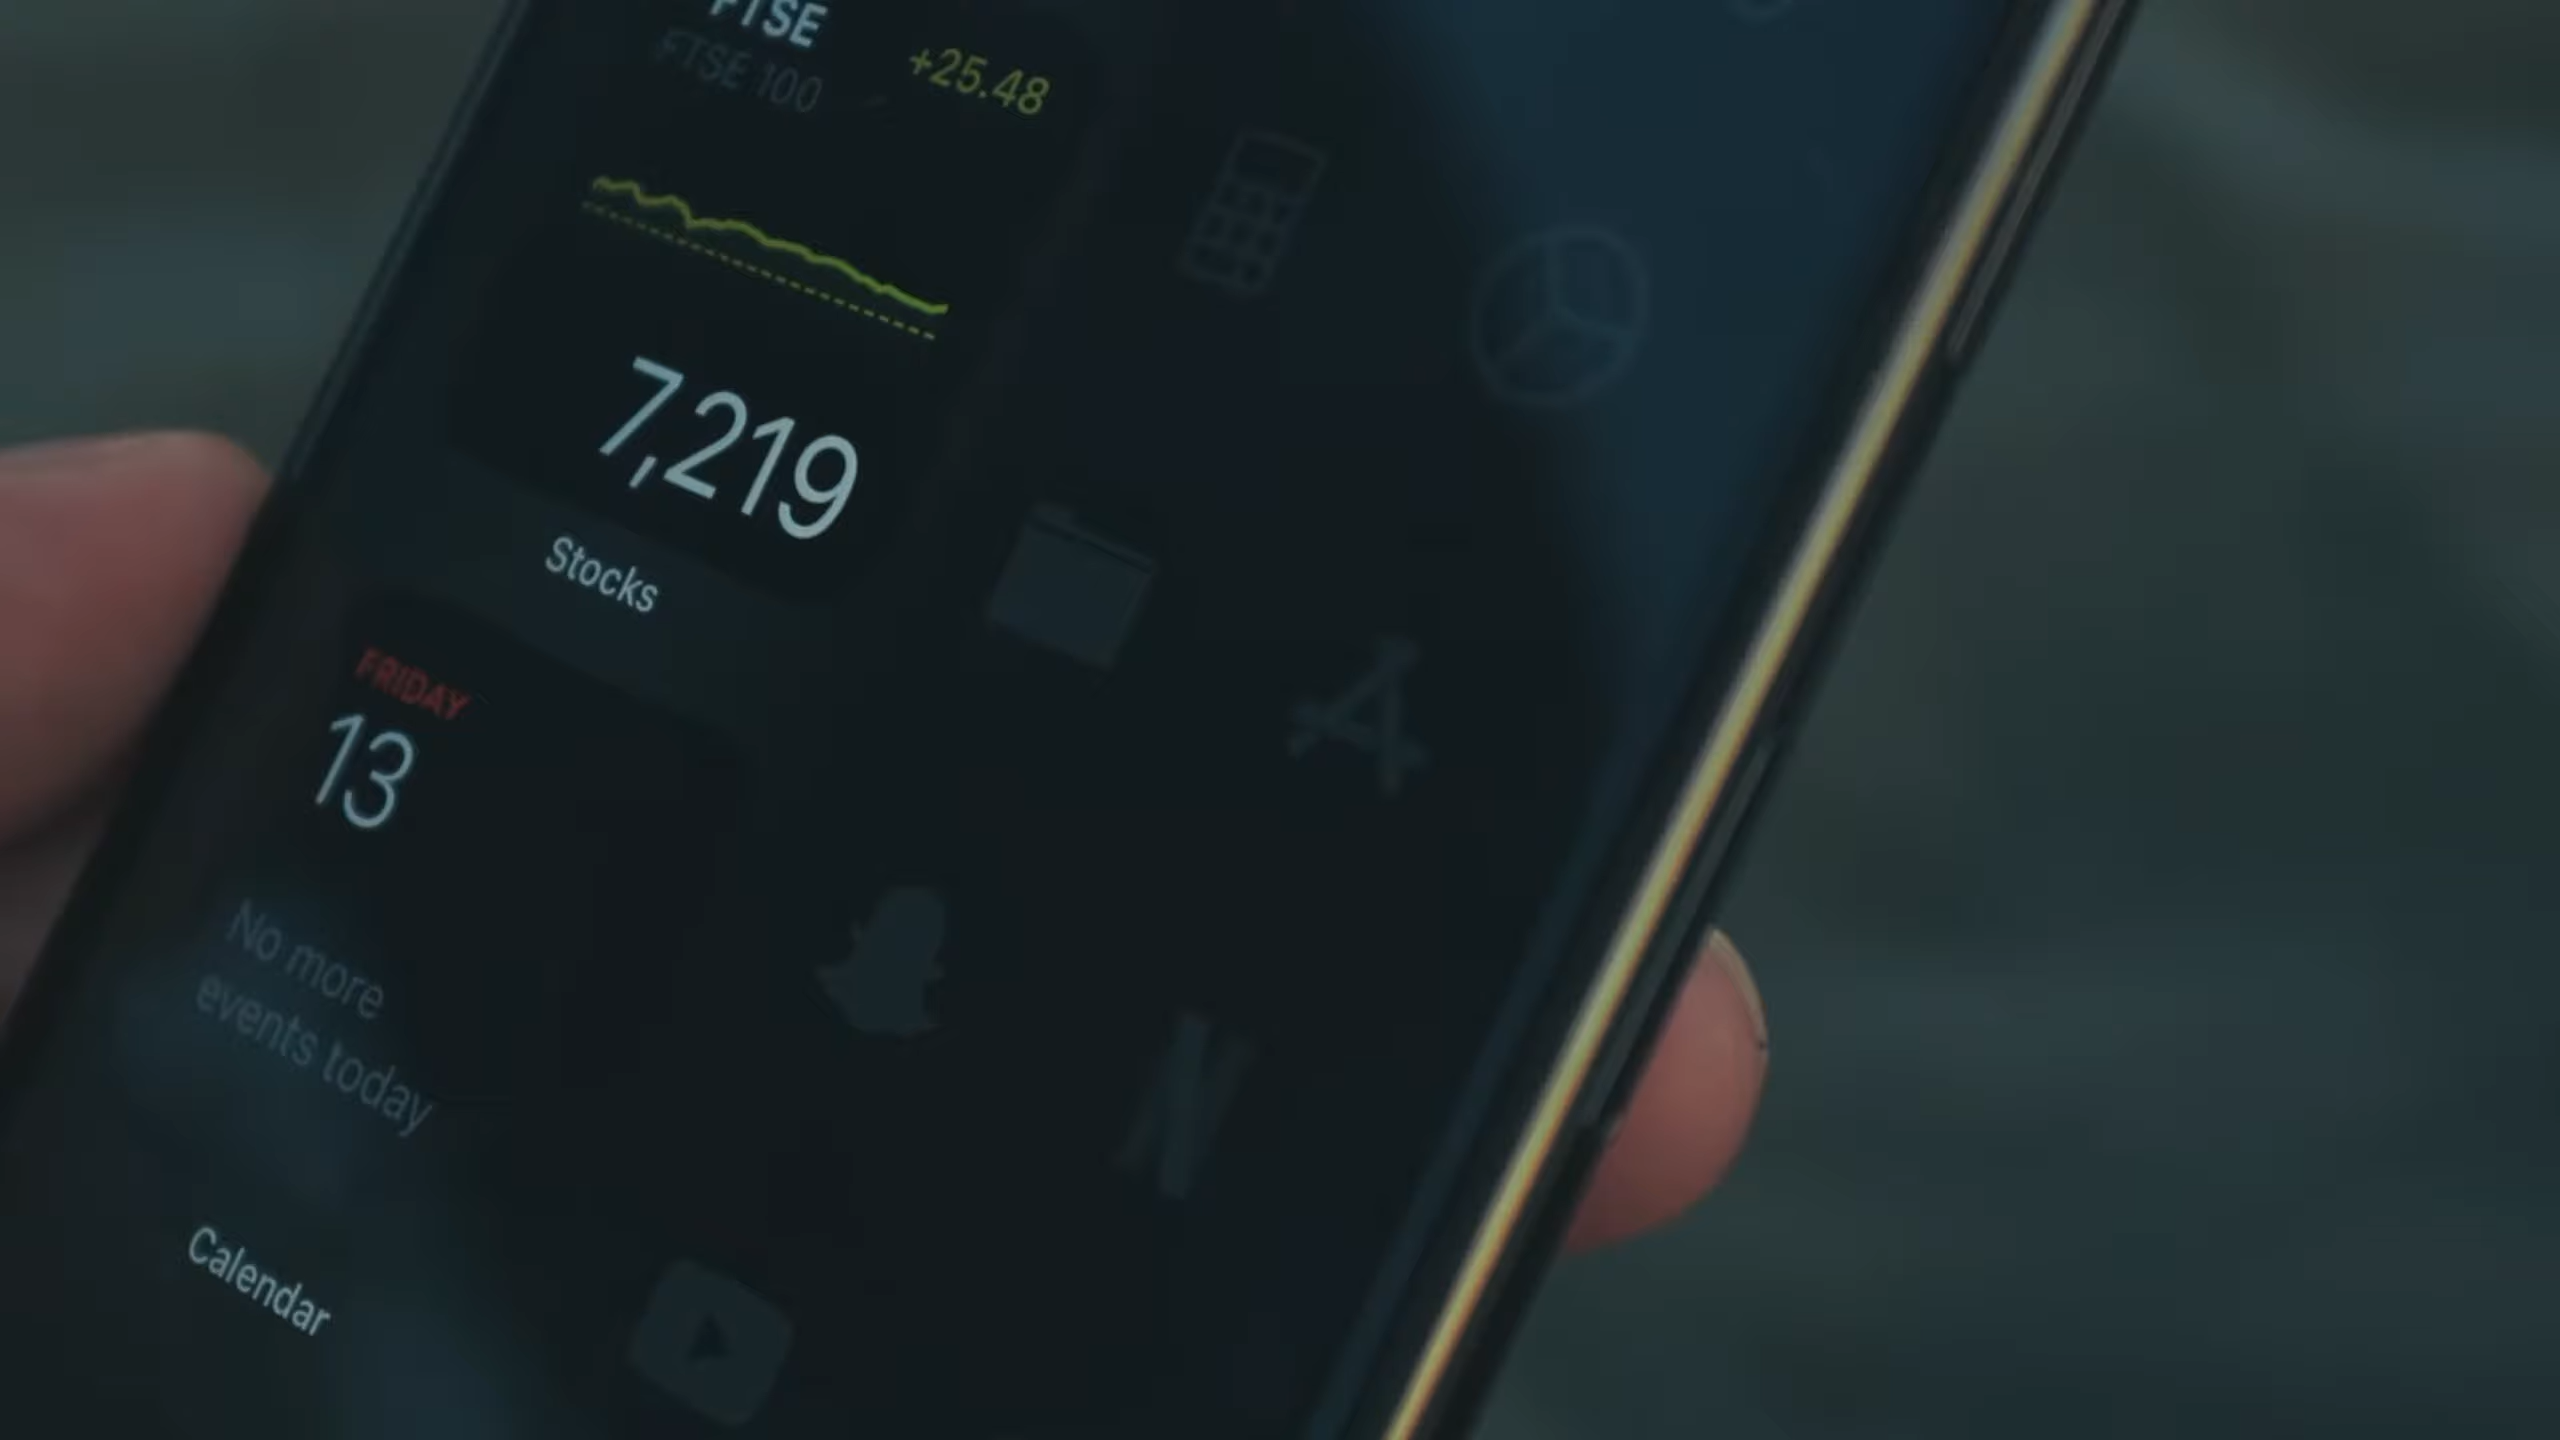 FTSE
FTSE 100
+25.48
7,219
Stocks
FRIDAY
13
No more
events today
Calendar